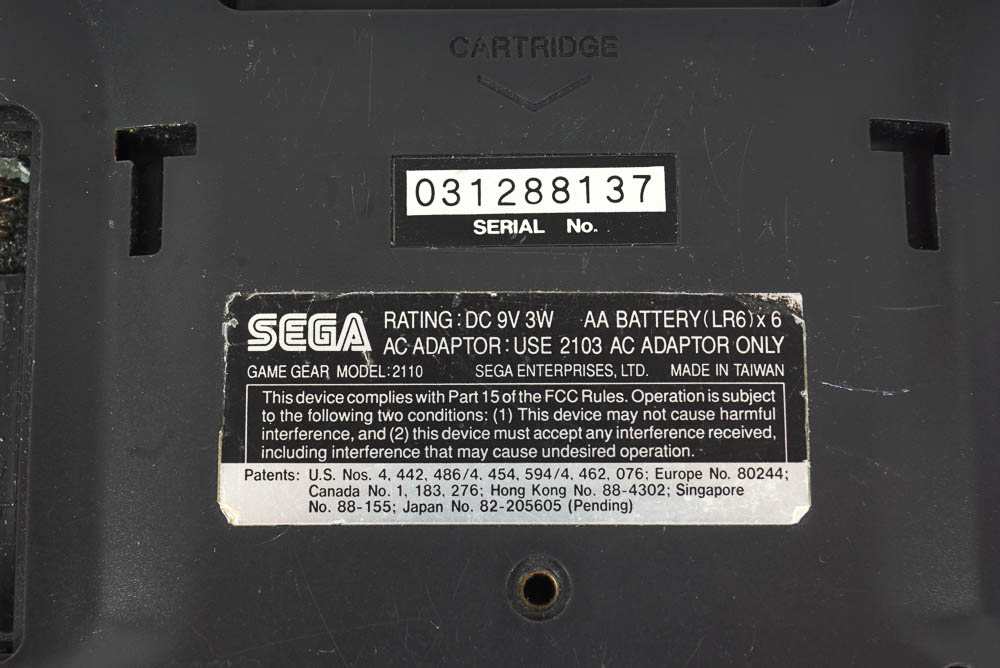 CARTRIDGE
031288137
SERIAL No.
SEGA
RATING: DC 9V 3W AA BATTERY(LR6)x6
AC ADAPTOR: USE 2103 AC ADAPTOR ONLY
GAME GEAR MODEL:2110 SEGA ENTERPRISES, LTD. MADE IN TAIWAN
This device complies with Part 15 of the FCC Rules. Operation is subject
to the following two conditions: (1) This device may not cause harmful
interference, and (2) this device must accept any interference received,
including interference that may cause undesired operation.
Patents: U.S. Nos. 4, 442, 486/4, 454, 594/4, 462, 076; Europe No. 80244;
Canada No. 1, 183, 276; Hong Kong No. 88-4302; Singapore
No. 88-155; Japan No. 82-205605 (Pending)